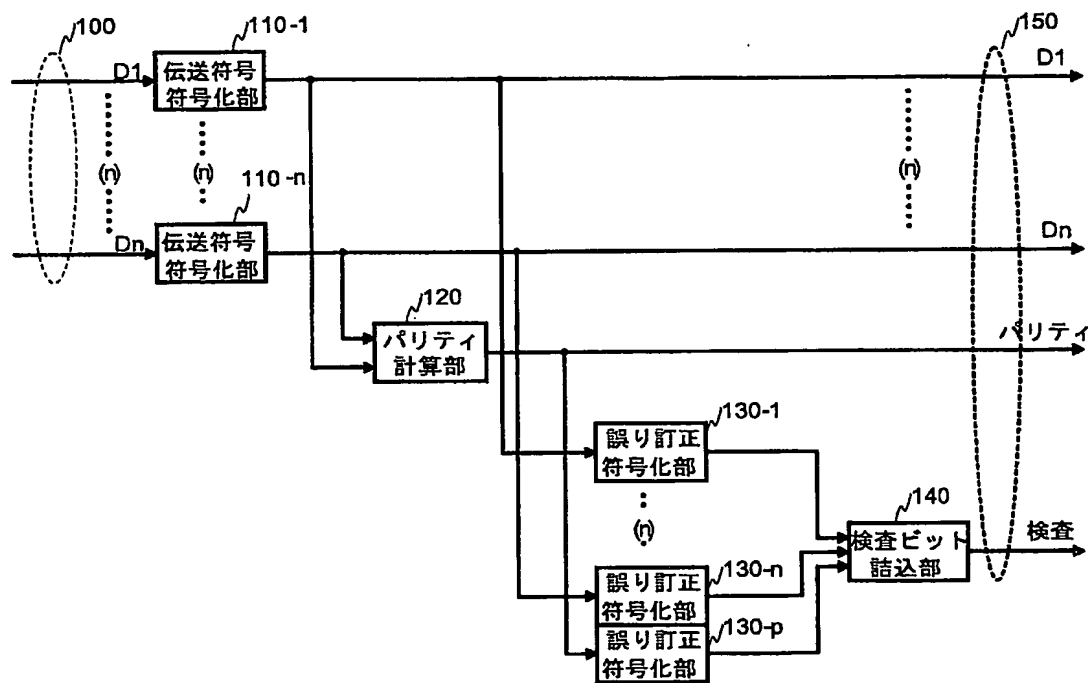 100
110-1
150
D1
伝送符号
符号化部
D1
(n)
(n)
(n)
110-n
Dn
伝送符号
符号化部
Dn
120
パリティ
計算部
パリティ
130-1
誤り訂正
符号化部
(n)
140
検査ビット
詰込部
検査
130-n
誤り訂正
符号化部
130-p
誤り訂正
符号化部